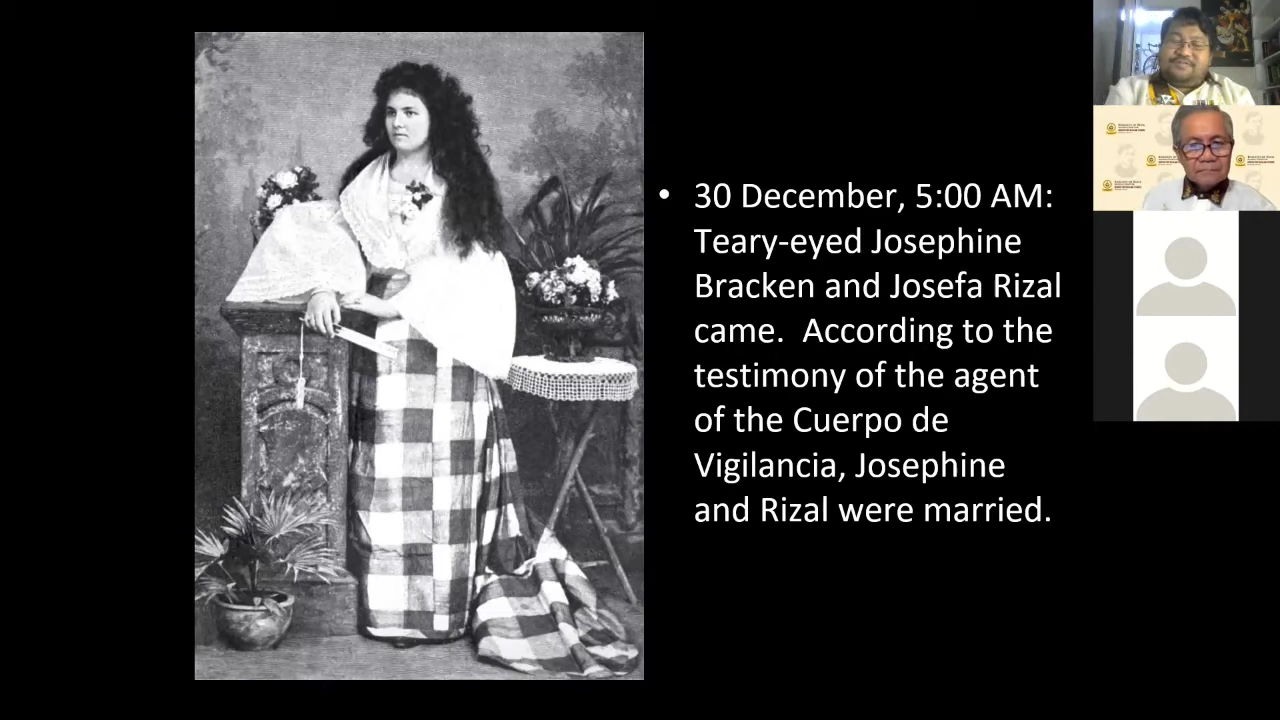 • 30 December, 5:00 AM:
Teary-eyed Josephine
Bracken and Josefa Rizal
came.  According to the
testimony of the agent
of the Cuerpo de
Vigilancia, Josephine
and Rizal were married.